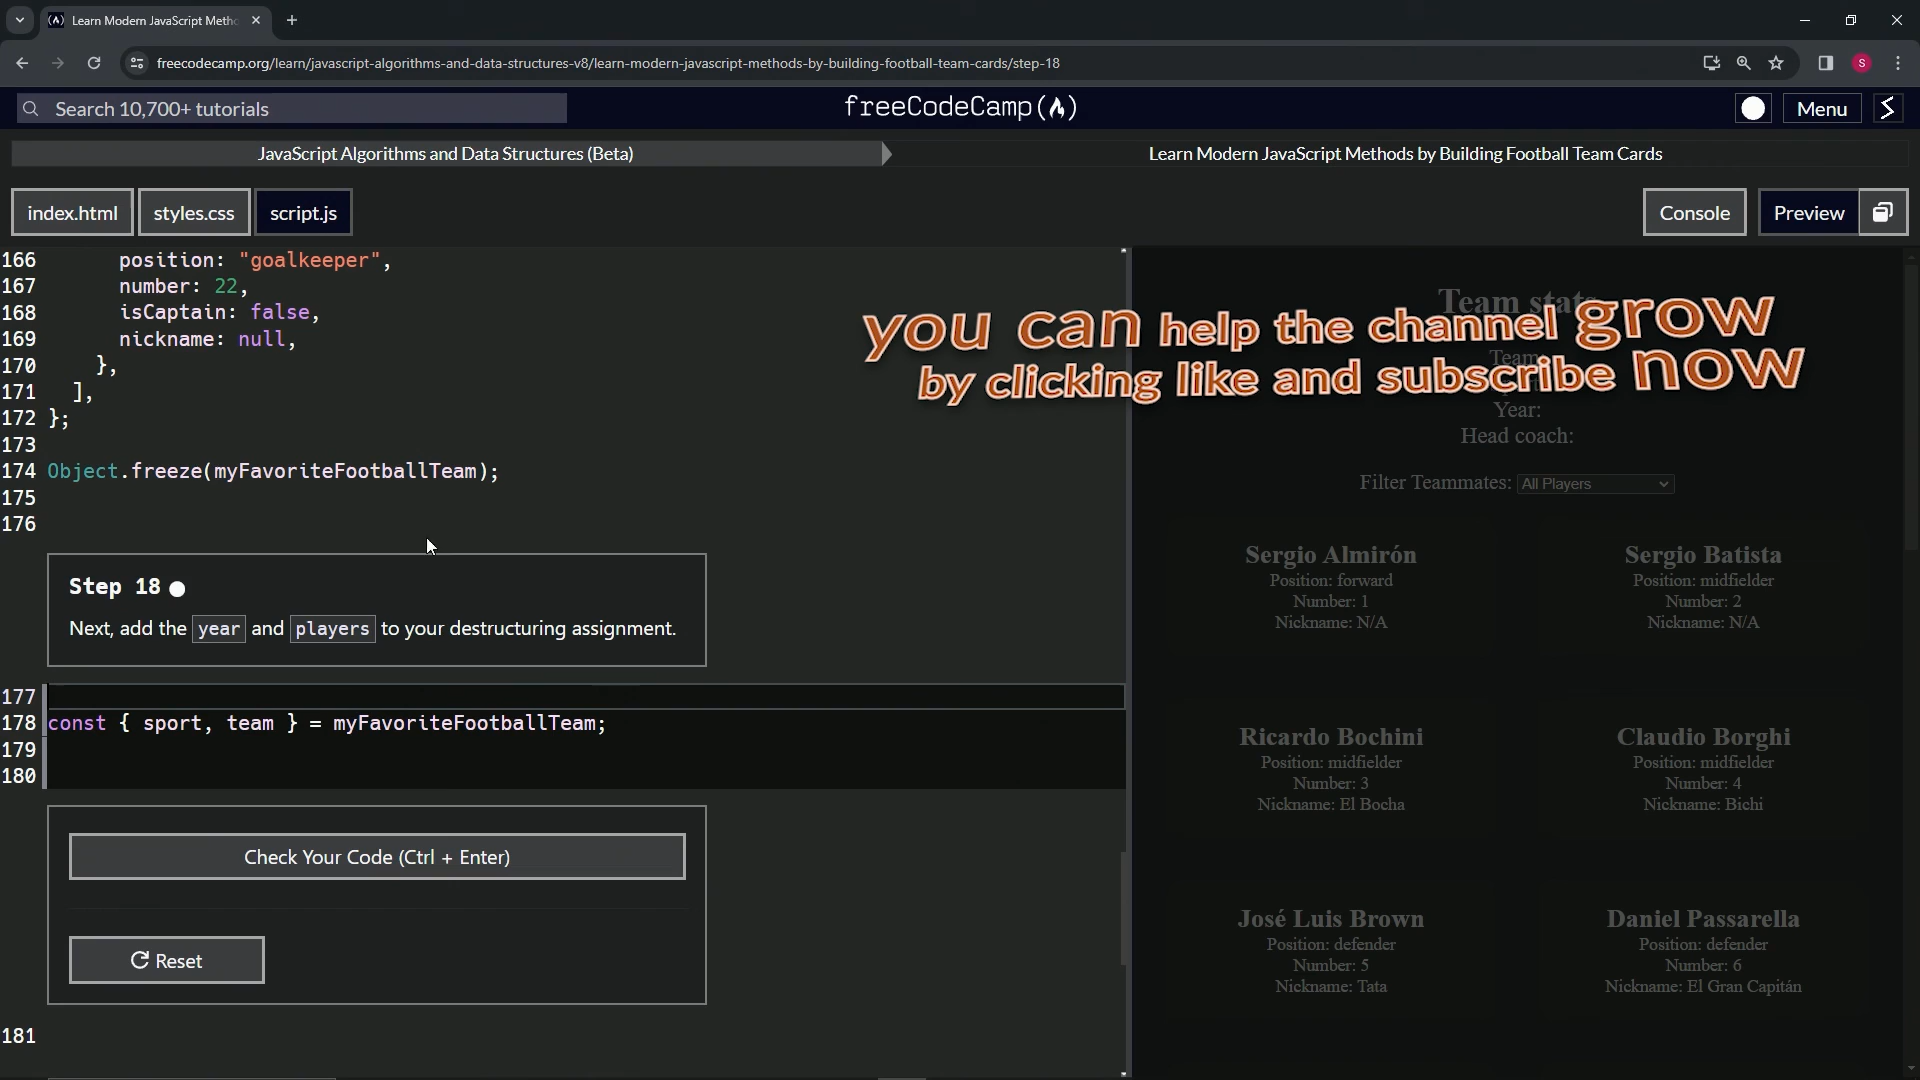 Learn Modern JavaScript Metho
freecodecamp.org/learn/javascript-algorithms-and-data-structures-v8/learn-modern-javascript-methods-by-building-football-team-cards/step-18
S
Search 10,700+ tutorials
freeCodeCamp
Menu
JavaScript Algorithms and Data Structures (Beta)
Learn Modern JavaScript Methods by Building Football Team Cards
index.html
styles.css
script.js
Console
Preview
166 position: "goalkeeper",
167 number: 22,
168 isCaptain: false,
169 nickname: null,
170 },
171 ],
172 };
173
174 Object.freeze(myFavoriteFootballTeam);
175
176
Step 18
Next, add the year and players to your destructuring assignment.
177
178 const { sport, team } = myFavoriteFootballTeam;
179
180
Check Your Code (Ctrl + Enter)
Reset
181
you can help the channel grow
by clicking like and subscribe now
Team stats
Team:
Year:
Head coach:
Filter Teammates: All Players
Sergio Almirón
Position: forward
Number: 1
Nickname: N/A
Sergio Batista
Position: midfielder
Number: 2
Nickname: N/A
Ricardo Bochini
Position: midfielder
Number: 3
Nickname: El Bocha
Claudio Borghi
Position: midfielder
Number: 4
Nickname: Bichi
José Luis Brown
Position: defender
Number: 5
Nickname: Tata
Daniel Passarella
Position: defender
Number: 6
Nickname: El Gran Capitán